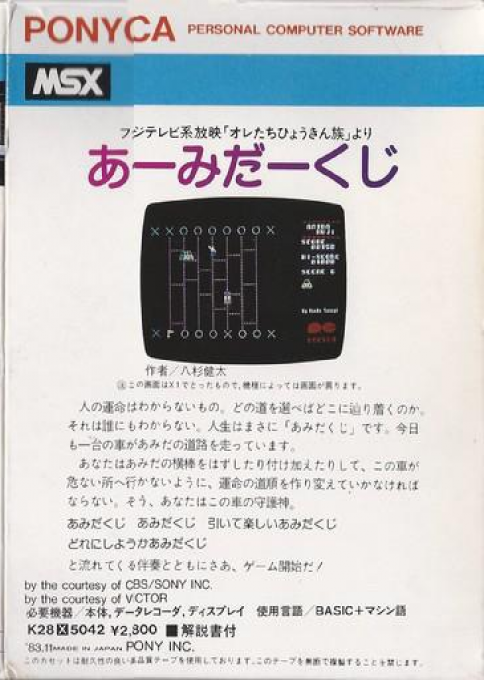 PONYCA PERSONAL COMPUTER SOFTWARE
MSX
フジテレビ系放映「オレたちひょうきん族」より
あーみだーくじ
SCORE
HI-SCORE
作者/八杉健太
この画面はX1でとったもので、機種によっては画面が異ります。
人の運命はわからないもの。どの道を選べばどこに辿り着くのか。
それは誰にもわからない。人生はまさに「あみだくじ」です。今日
も一台の車があみだの道路を走っています。
あなたはあみだの横棒をはずしたり付け加えたりして、この車が
危ない所へ行かないように、運命の道順を作り変えていかなければ
ならない。そう、あなたはこの車の守護神。
あみだくじ あみだくじ 引いて楽しいあみだくじ
どれにしようかあみだくじ
と流れてくる伴奏とともにさあ、ゲーム開始だ!
by the courtesy of CBS/SONY INC.
by the courtesy of VICTOR
必要機器/本体,データレコーダ,ディスプレイ 使用言語/BASIC+マシン語
K28X5042 ¥2,800 ■解説書付
'83.11 MADE IN JAPAN PONY INC.
このカセットは耐久性の良い多品質テープを使用しております。このテープを無断で複製することを禁じます。